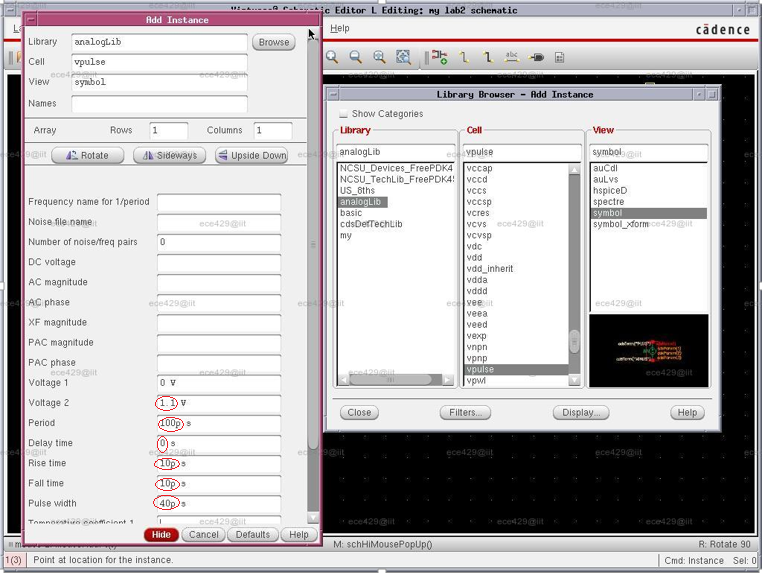 Virtuoso® Schematic Editor L Editing: my lab2 schematic
Help
cādence
Add Instance
Library analogLib Browse
Cell vpulse
View symbol
Names
Array Rows 1 Columns 1
Rotate Sideways Upside Down
Frequency name for 1/period
Noise file name
Number of noise/freq pairs 0
DC voltage
AC magnitude
AC phase
XF magnitude
PAC magnitude
PAC phase
Voltage 1 0 V
Voltage 2 1.1 V
Period 100p s
Delay time 0 s
Rise time 10p s
Fall time 10p s
Pulse width 40p s
Temperature coefficient 1
Hide Cancel Defaults Help
Library Browser - Add Instance
Show Categories
Library
analogLib
NCSU_Devices_FreePDK4
NCSU_TechLib_FreePDK4
US_8ths
analogLib
basic
cdsDefTechLib
my
Cell
vpulse
vccap
vccd
vccs
vccsp
vcres
vcvs
vcvsp
vdc
vdd
vdd_inherit
vdda
vddd
vee
veea
veed
vexp
vnpn
vpnp
vpulse
vpwl
View
symbol
auCdl
auLvs
hspiceD
spectre
symbol
symbol_xform
Close Filters... Display... Help
M: schHiMousePopUp() R: Rotate 90
1(3) Point at location for the instance. Cmd: Instance Sel: 0
ece429@iit